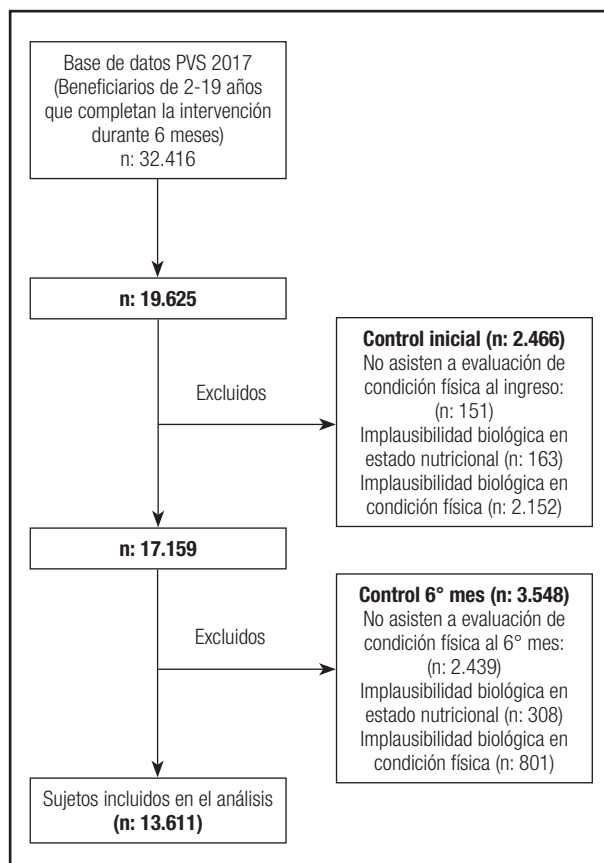 Base de datos PVS 2017
(Beneficiarios de 2-19 años
que completan la intervención
durante 6 meses)
n: 32.416
n: 19.625
Excluidos
Control inicial (n: 2.466)
No asisten a evaluación de
condición física al ingreso:
(n: 151)
Implausibilidad biológica en
estado nutricional (n: 163)
Implausibilidad biológica en
condición física (n: 2.152)
n: 17.159
Excluidos
Control 6° mes (n: 3.548)
No asisten a evaluación de
condición física al 6° mes:
(n: 2.439)
Implausibilidad biológica en
estado nutricional (n: 308)
Implausibilidad biológica en
condición física (n: 801)
Sujetos incluidos en el análisis
(n: 13.611)